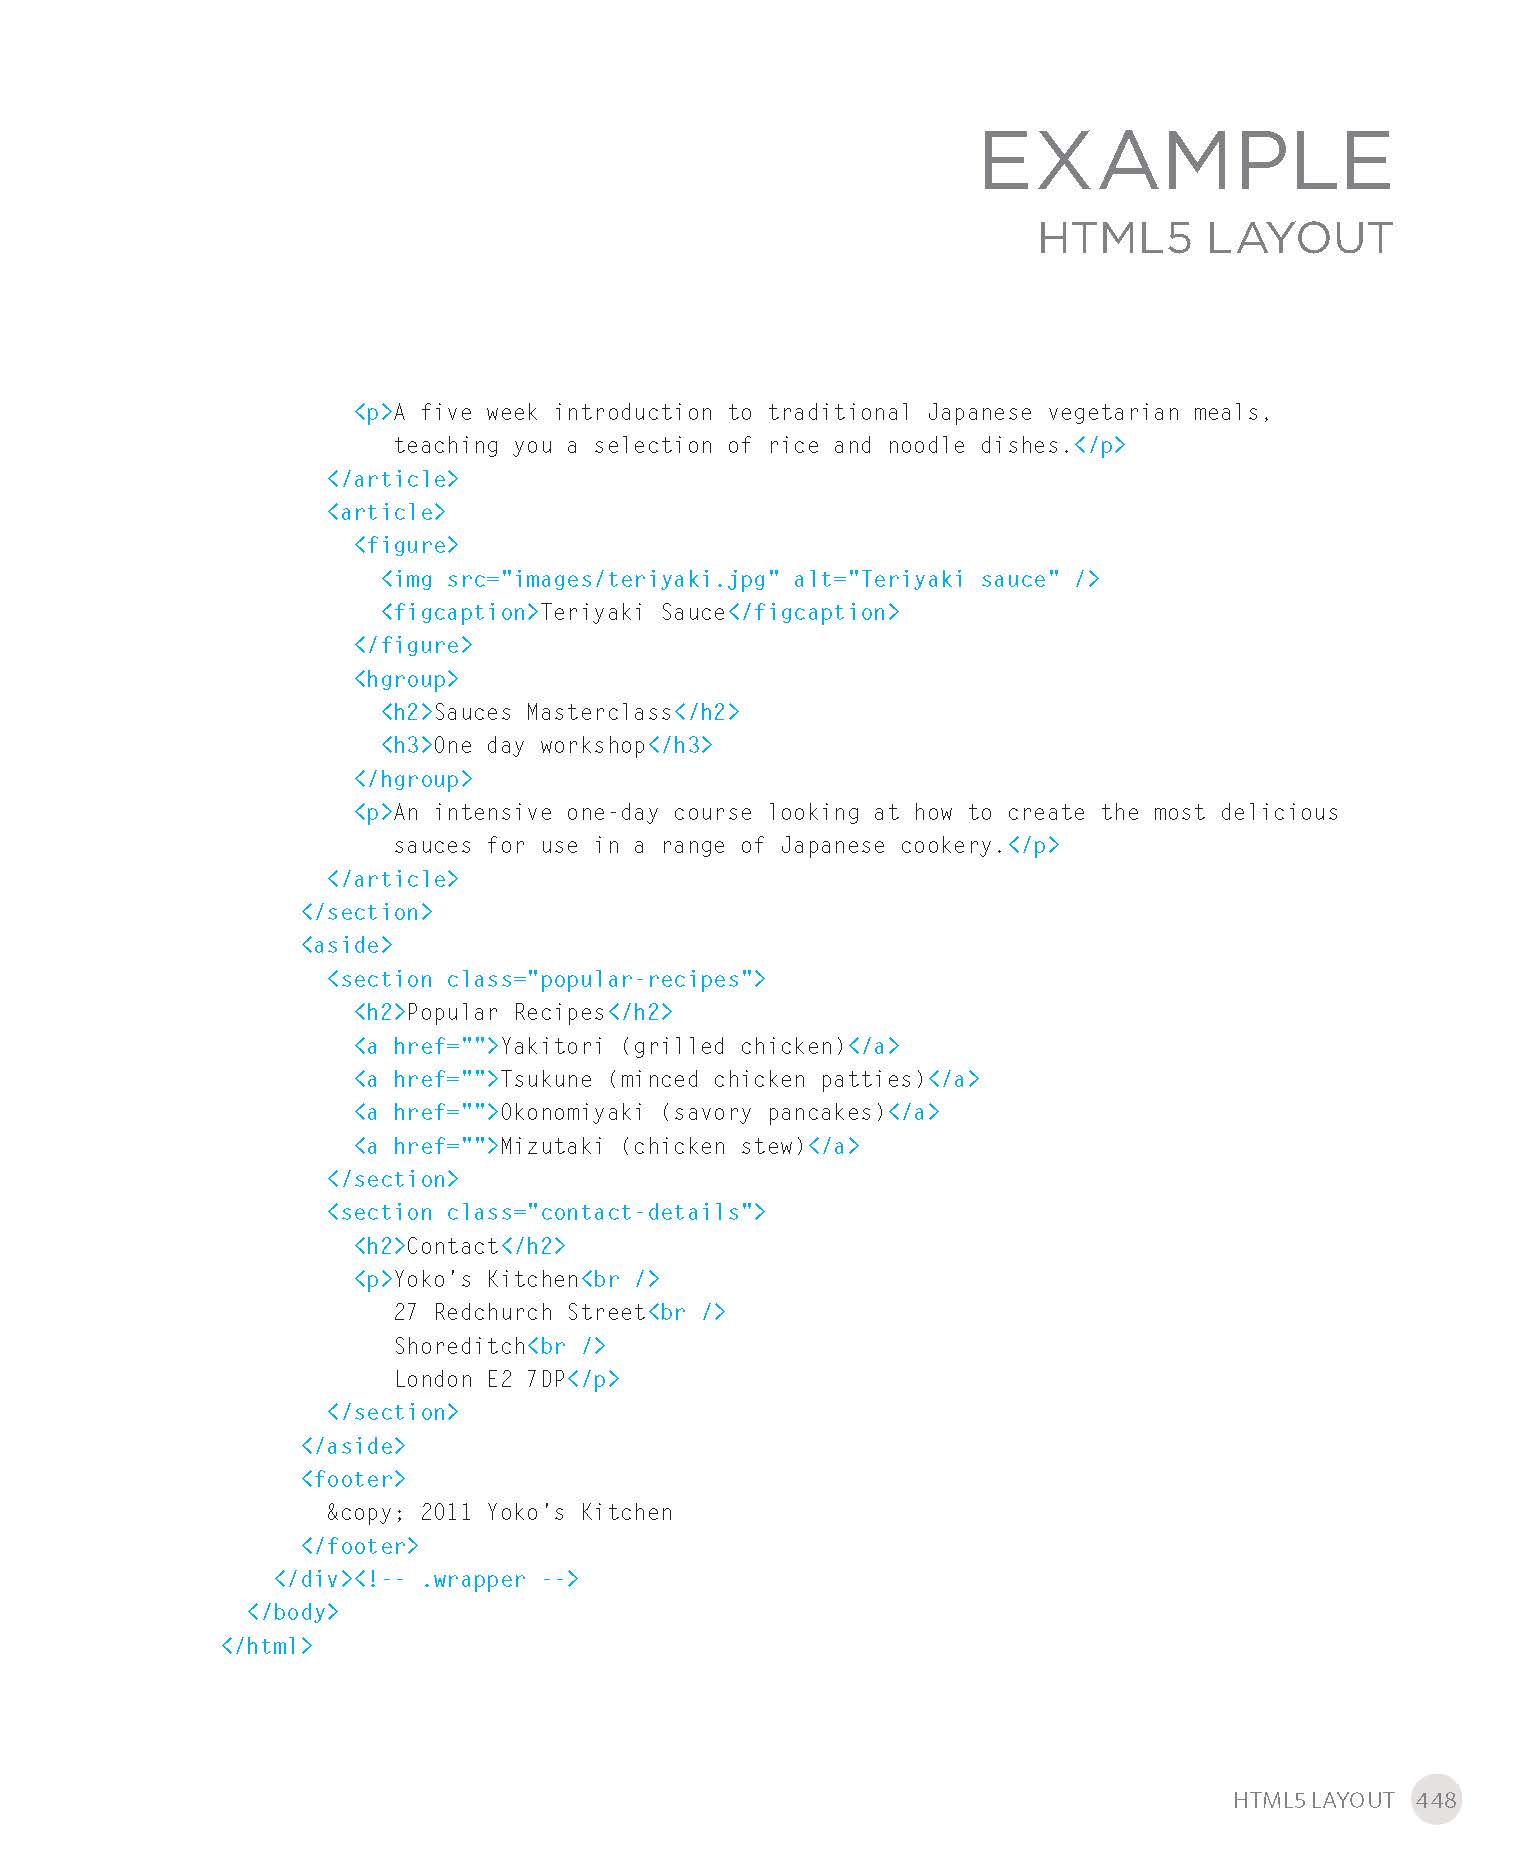 EXAMPLE
HTML5 LAYOUT
<p>A five week introduction to traditional Japanese vegetarian meals,
teaching you a selection of rice and noodle dishes.</p>
</article>
<article>
<figure>
<img src="images/teriyaki.jpg" alt="Teriyaki sauce" />
<figcaption>Teriyaki Sauce</figcaption>
</figure>
<hgroup>
<h2>Sauces Masterclass</h2>
<h3>One day workshop</h3>
</hgroup>
<p>An intensive one-day course looking at how to create the most delicious
sauces for use in a range of Japanese cookery.</p>
</article>
</section>
<aside>
<section class="popular-recipes">
<h2>Popular Recipes</h2>
<a href="">Yakitori (grilled chicken)</a>
<a href="">Tsukune (minced chicken patties)</a>
<a href="">Okonomiyaki (savory pancakes)</a>
<a href="">Mizutaki (chicken stew)</a>
</section>
<section class="contact-details">
<h2>Contact</h2>
<p>Yoko's Kitchen<br />
27 Redchurch Street<br />
Shoreditch<br />
London E2 7DP</p>
</section>
</aside>
<footer>
&copy; 2011 Yoko's Kitchen
</footer>
</div><!-- .wrapper -->
</body>
</html>
HTML5 LAYOUT 448